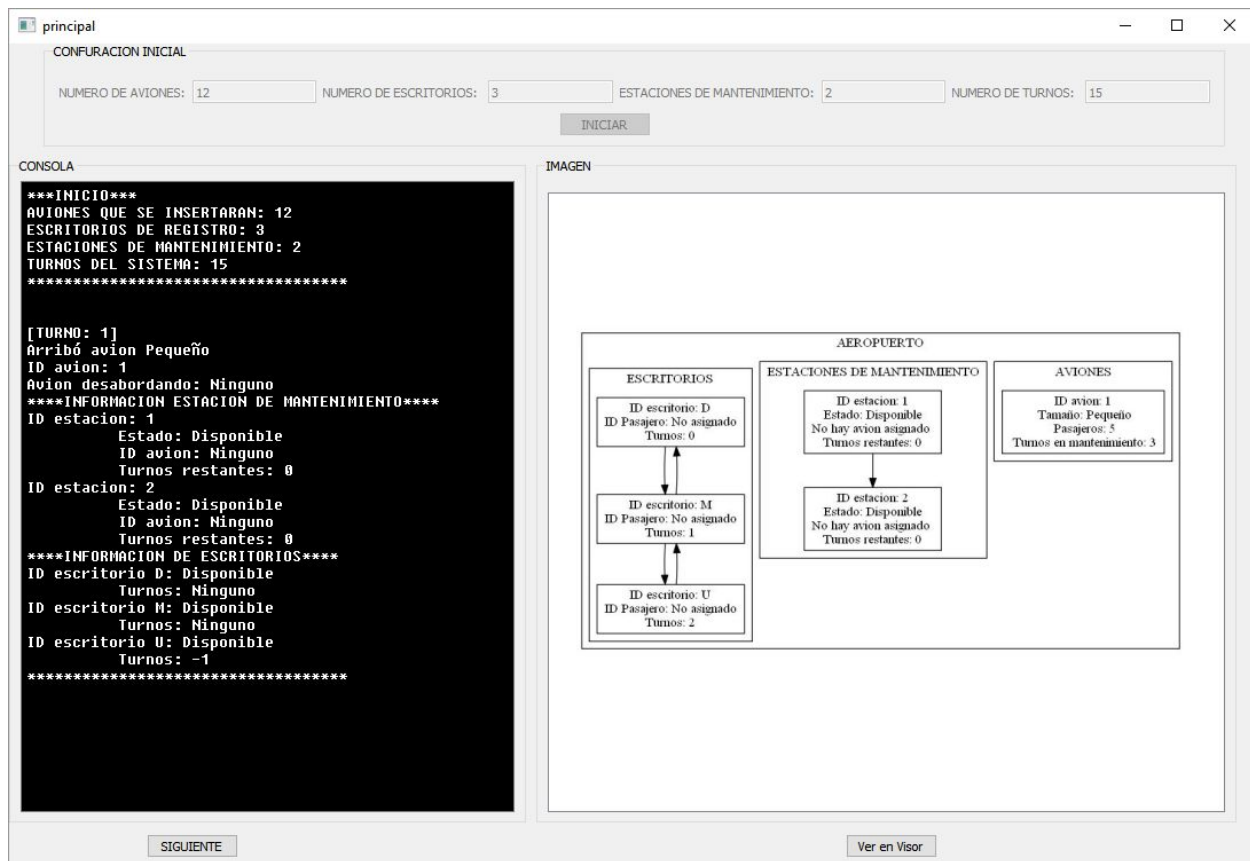 principal
CONFURACION INICIAL
NUMERO DE AVIONES: 12 NUMERO DE ESCRITORIOS: 3 ESTACIONES DE MANTENIMIENTO: 2 NUMERO DE TURNOS: 15
INICIAR
CONSOLA
***INICIO***
AVIONES QUE SE INSERTARAN: 12
ESCRITORIOS DE REGISTRO: 3
ESTACIONES DE MANTENIMIENTO: 2
TURNOS DEL SISTEMA: 15
***********************************
[TURNO: 1]
Arribó avion Pequeño
ID avion: 1
Avion desabordando: Ninguno
****INFORMACION ESTACION DE MANTENIMIENTO****
ID estacion: 1
Estado: Disponible
ID avion: Ninguno
Turnos restantes: 0
ID estacion: 2
Estado: Disponible
ID avion: Ninguno
Turnos restantes: 0
****INFORMACION DE ESCRITORIOS****
ID escritorio D: Disponible
Turnos: Ninguno
ID escritorio M: Disponible
Turnos: Ninguno
ID escritorio U: Disponible
Turnos: -1
***********************************
SIGUIENTE
IMAGEN
AEROPUERTO
ESCRITORIOS
ID escritorio: D
ID Pasajero: No asignado
Turnos: 0
ID escritorio: M
ID Pasajero: No asignado
Turnos: 1
ID escritorio: U
ID Pasajero: No asignado
Turnos: 2
ESTACIONES DE MANTENIMIENTO
ID estacion: 1
Estado: Disponible
No hay avion asignado
Turnos restantes: 0
ID estacion: 2
Estado: Disponible
No hay avion asignado
Turnos restantes: 0
AVIONES
ID avion: 1
Tamaño: Pequeño
Pasajeros: 5
Turnos en mantenimiento: 3
Ver en Visor